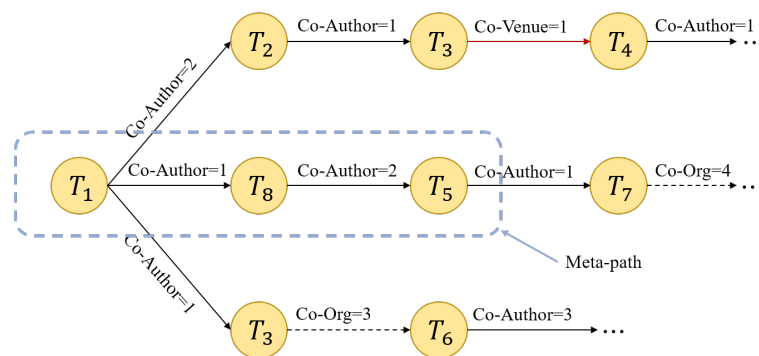 T2 Co-Author=1 T3 Co-Venue=1 T4 Co-Author=1 ..
Co-Author=2
T1 Co-Author=1 T8 Co-Author=2 T5 Co-Author=1 T7 Co-Org=4 ..
Co-Author=1
Meta-path
T3 Co-Org=3 T6 Co-Author=3 ...